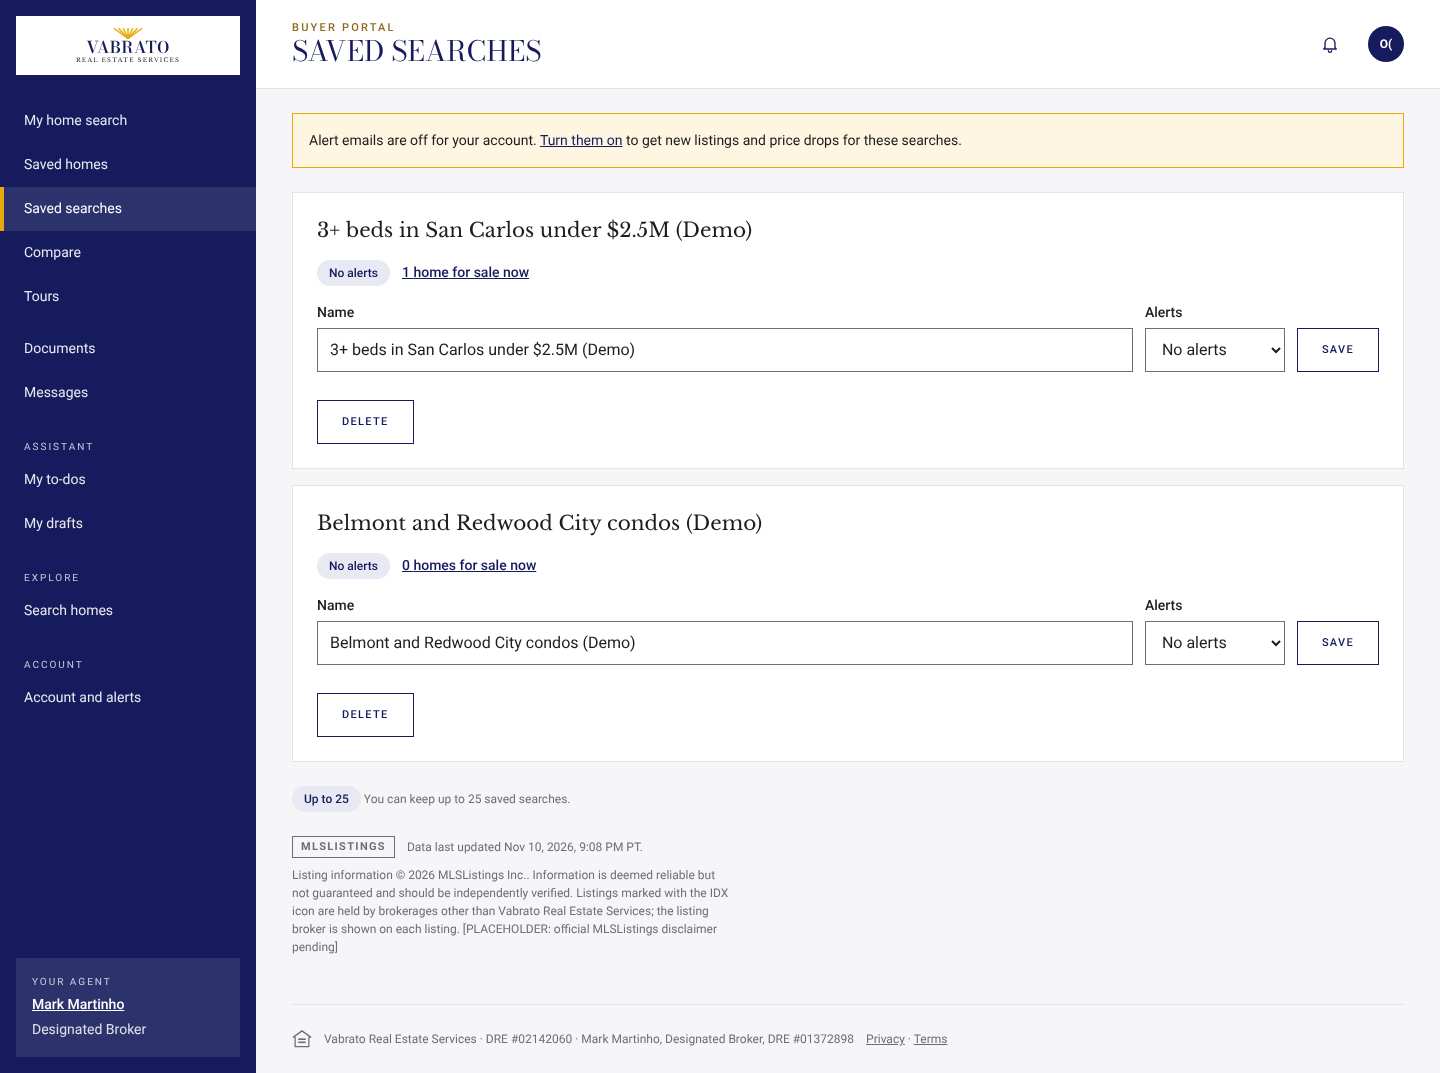 VABRATO
REAL ESTATE SERVICES
My home search
Saved homes
Saved searches
Compare
Tours
Documents
Messages
ASSISTANT
My to-dos
My drafts
EXPLORE
Search homes
ACCOUNT
Account and alerts
YOUR AGENT
Mark Martinho
Designated Broker
BUYER PORTAL
SAVED SEARCHES
O(
Alert emails are off for your account. Turn them on to get new listings and price drops for these searches.
3+ beds in San Carlos under $2.5M (Demo)
No alerts 1 home for sale now
Name Alerts
3+ beds in San Carlos under $2.5M (Demo) No alerts SAVE
DELETE
Belmont and Redwood City condos (Demo)
No alerts 0 homes for sale now
Name Alerts
Belmont and Redwood City condos (Demo) No alerts SAVE
DELETE
Up to 25 You can keep up to 25 saved searches.
MLSLISTINGS Data last updated Nov 10, 2026, 9:08 PM PT.
Listing information © 2026 MLSListings Inc.. Information is deemed reliable but
not guaranteed and should be independently verified. Listings marked with the IDX
icon are held by brokerages other than Vabrato Real Estate Services; the listing
broker is shown on each listing. [PLACEHOLDER: official MLSListings disclaimer
pending]
Vabrato Real Estate Services · DRE #02142060 · Mark Martinho, Designated Broker, DRE #01372898 Privacy · Terms